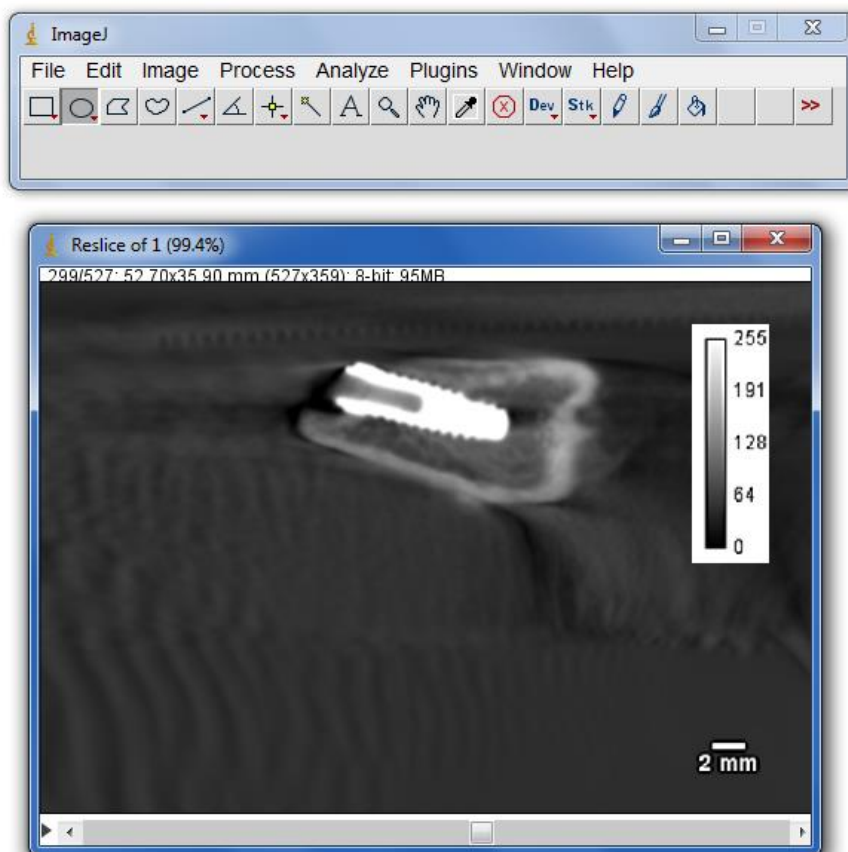 ImageJ
File Edit Image Process Analyze Plugins Window Help
A Dev Stk >>
Reslice of 1 (99.4%)
299/527; 52.70x35.90 mm (527x359); 8-bit; 95MB
255
191
128
64
0
2 mm